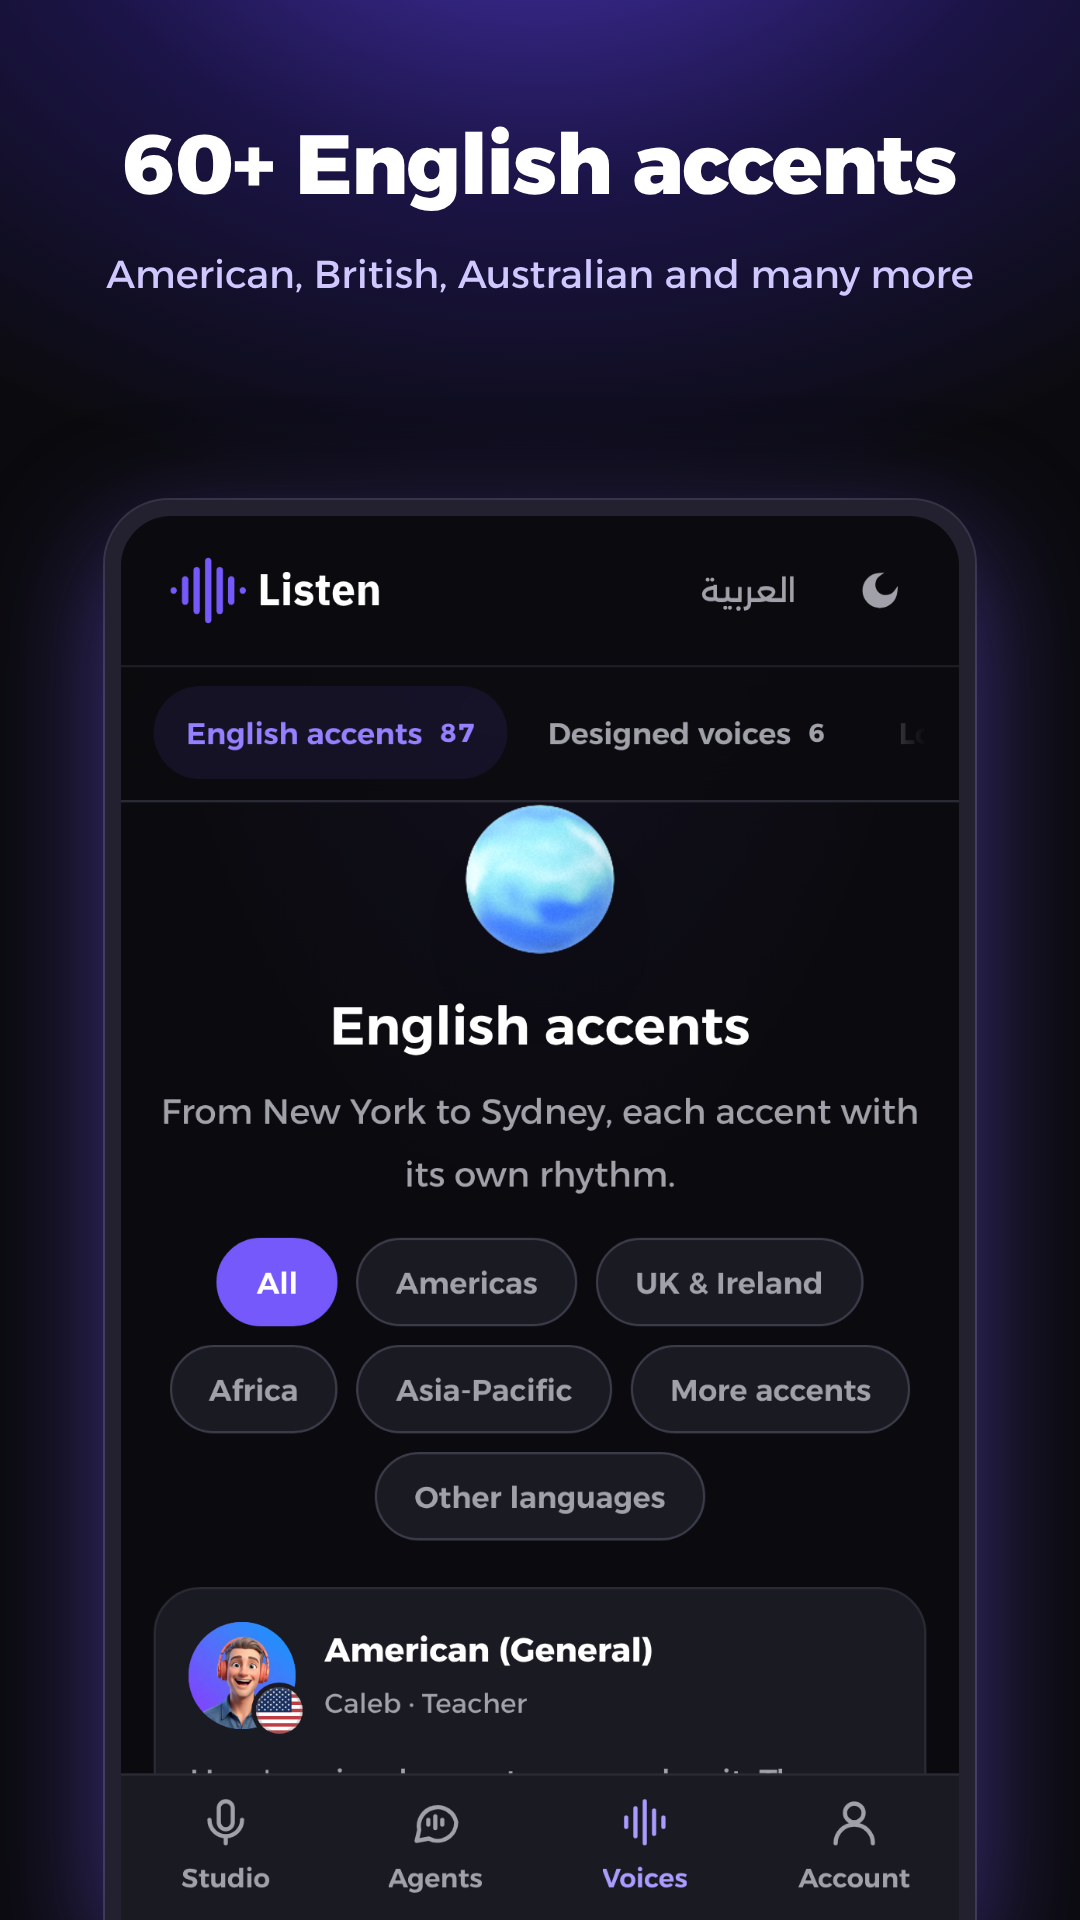 60+ English accents
American, British, Australian and many more
Listen
العربية
English accents 87
Designed voices 6
English accents
From New York to Sydney, each accent with
its own rhythm.
All
Americas
UK & Ireland
Africa
Asia-Pacific
More accents
Other languages
American (General)
Caleb · Teacher
Studio
Agents
Voices
Account